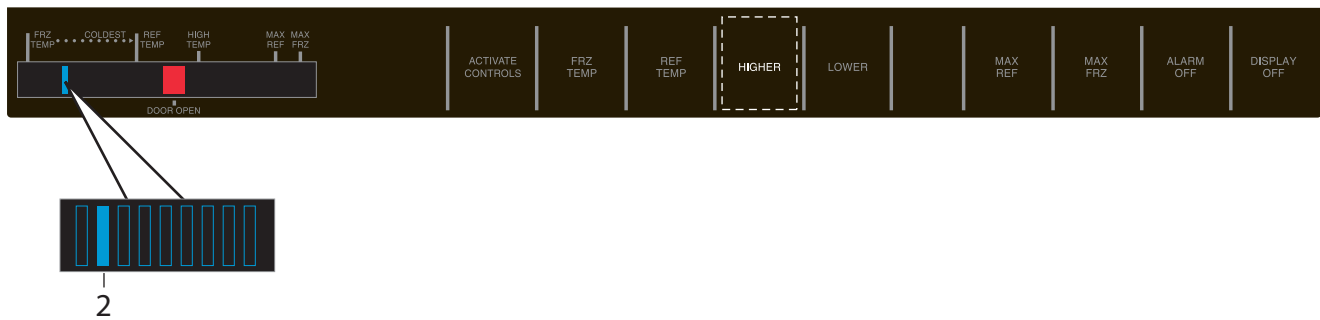 FRZ TEMP
COLDEST
REF TEMP
HIGH TEMP
MAX REF
MAX FRZ
DOOR OPEN
ACTIVATE CONTROLS
FRZ TEMP
REF TEMP
HIGHER
LOWER
MAX REF
MAX FRZ
ALARM OFF
DISPLAY OFF
2